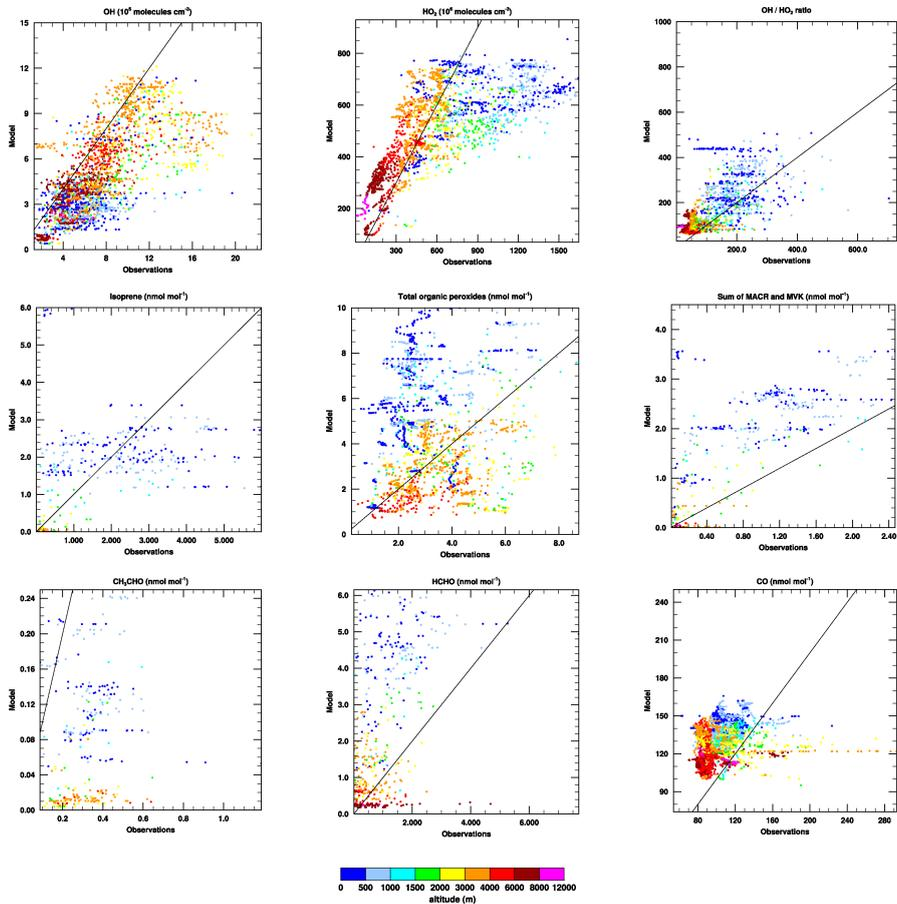 OH (10⁶ molecules cm⁻³)
15
12
9
6
3
0
Model
4 8 12 16 20
Observations
HO₂ (10⁶ molecules cm⁻³)
800
600
400
200
Model
300 600 900 1200 1500
Observations
OH / HO₂ ratio
1000
800
600
400
200
Model
200.0 400.0 600.0
Observations
Isoprene (nmol mol⁻¹)
6.0
5.0
4.0
3.0
2.0
1.0
0.0
Model
1.000 2.000 3.000 4.000 5.000
Observations
Total organic peroxides (nmol mol⁻¹)
10
8
6
4
2
0
Model
2.0 4.0 6.0 8.0
Observations
Sum of MACR and MVK (nmol mol⁻¹)
4.0
3.0
2.0
1.0
0.0
Model
0.40 0.80 1.20 1.60 2.00 2.40
Observations
CH₃CHO (nmol mol⁻¹)
0.24
0.20
0.16
0.12
0.08
0.04
0.00
Model
0.2 0.4 0.6 0.8 1.0
Observations
HCHO (nmol mol⁻¹)
6.0
5.0
4.0
3.0
2.0
1.0
0.0
Model
2.000 4.000 6.000
Observations
CO (nmol mol⁻¹)
240
210
180
150
120
90
Model
80 120 160 200 240 280
Observations
0 500 1000 1500 2000 3000 4000 6000 8000 12000
altitude (m)